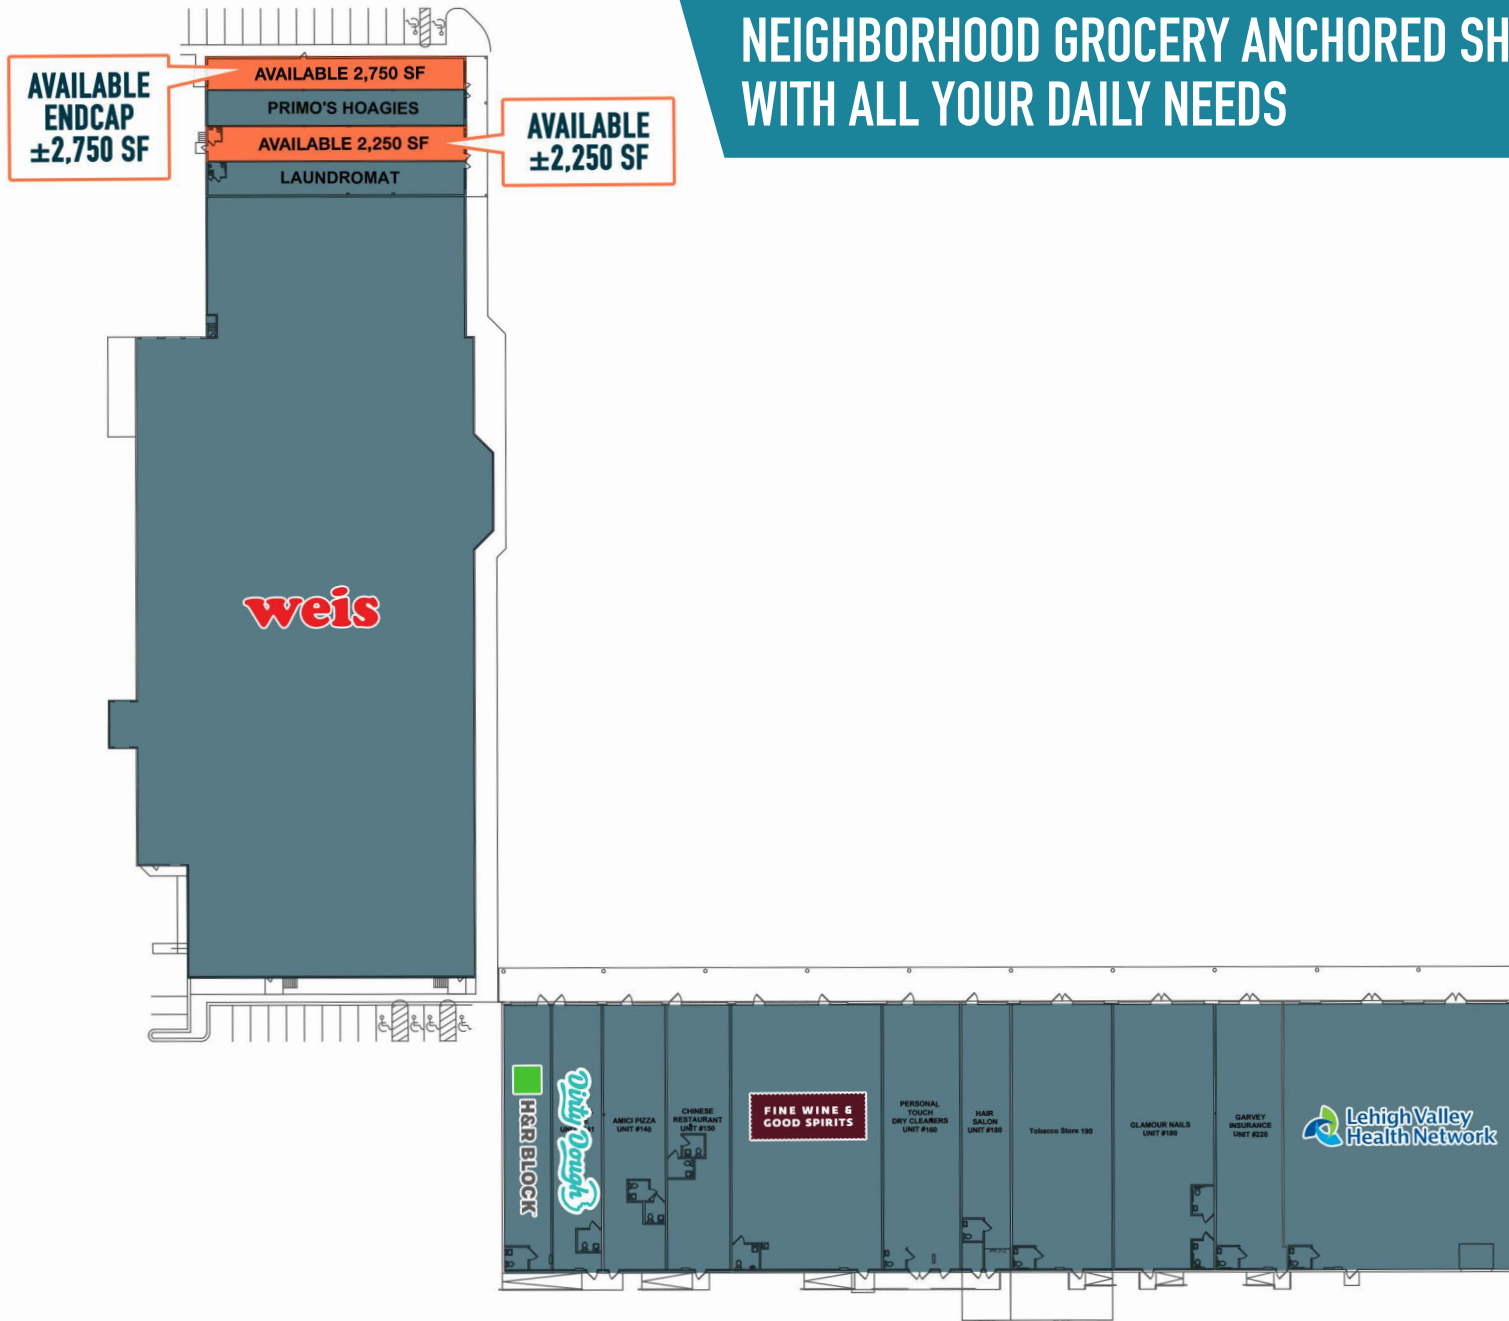 NEIGHBORHOOD GROCERY ANCHORED SH
WITH ALL YOUR DAILY NEEDS
AVAILABLE
ENDCAP
±2,750 SF
AVAILABLE 2,750 SF
PRIMO'S HOAGIES
AVAILABLE 2,250 SF
LAUNDROMAT
AVAILABLE
±2,250 SF
weis
H&R BLOCK
Dirty Dough
AMICI PIZZA
UNIT #140
CHINESE
RESTAURANT
UNIT #150
FINE WINE &
GOOD SPIRITS
PERSONAL
TOUCH
DRY CLEANERS
UNIT #160
HAIR
SALON
UNIT #180
Tobacco Store 190
GLAMOUR NAILS
UNIT #180
GARVEY
INSURANCE
UNIT #220
Lehigh Valley
Health Network